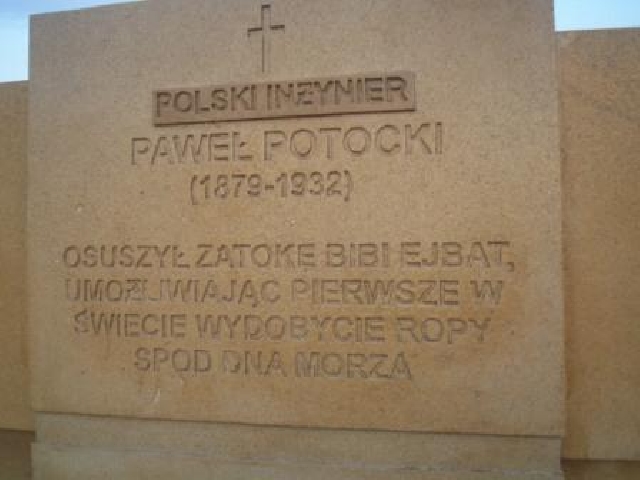 POLSKI INŻYNIER
PAWEŁ POTOCKI
(1879-1932)
OSUSZYŁ ZATOKE BIBI EJBAT,
UMOŻLIWIAJĄC PIERWSZE W
ŚWIECIE WYDOBYCIE ROPY
SPOD DNA MORZA